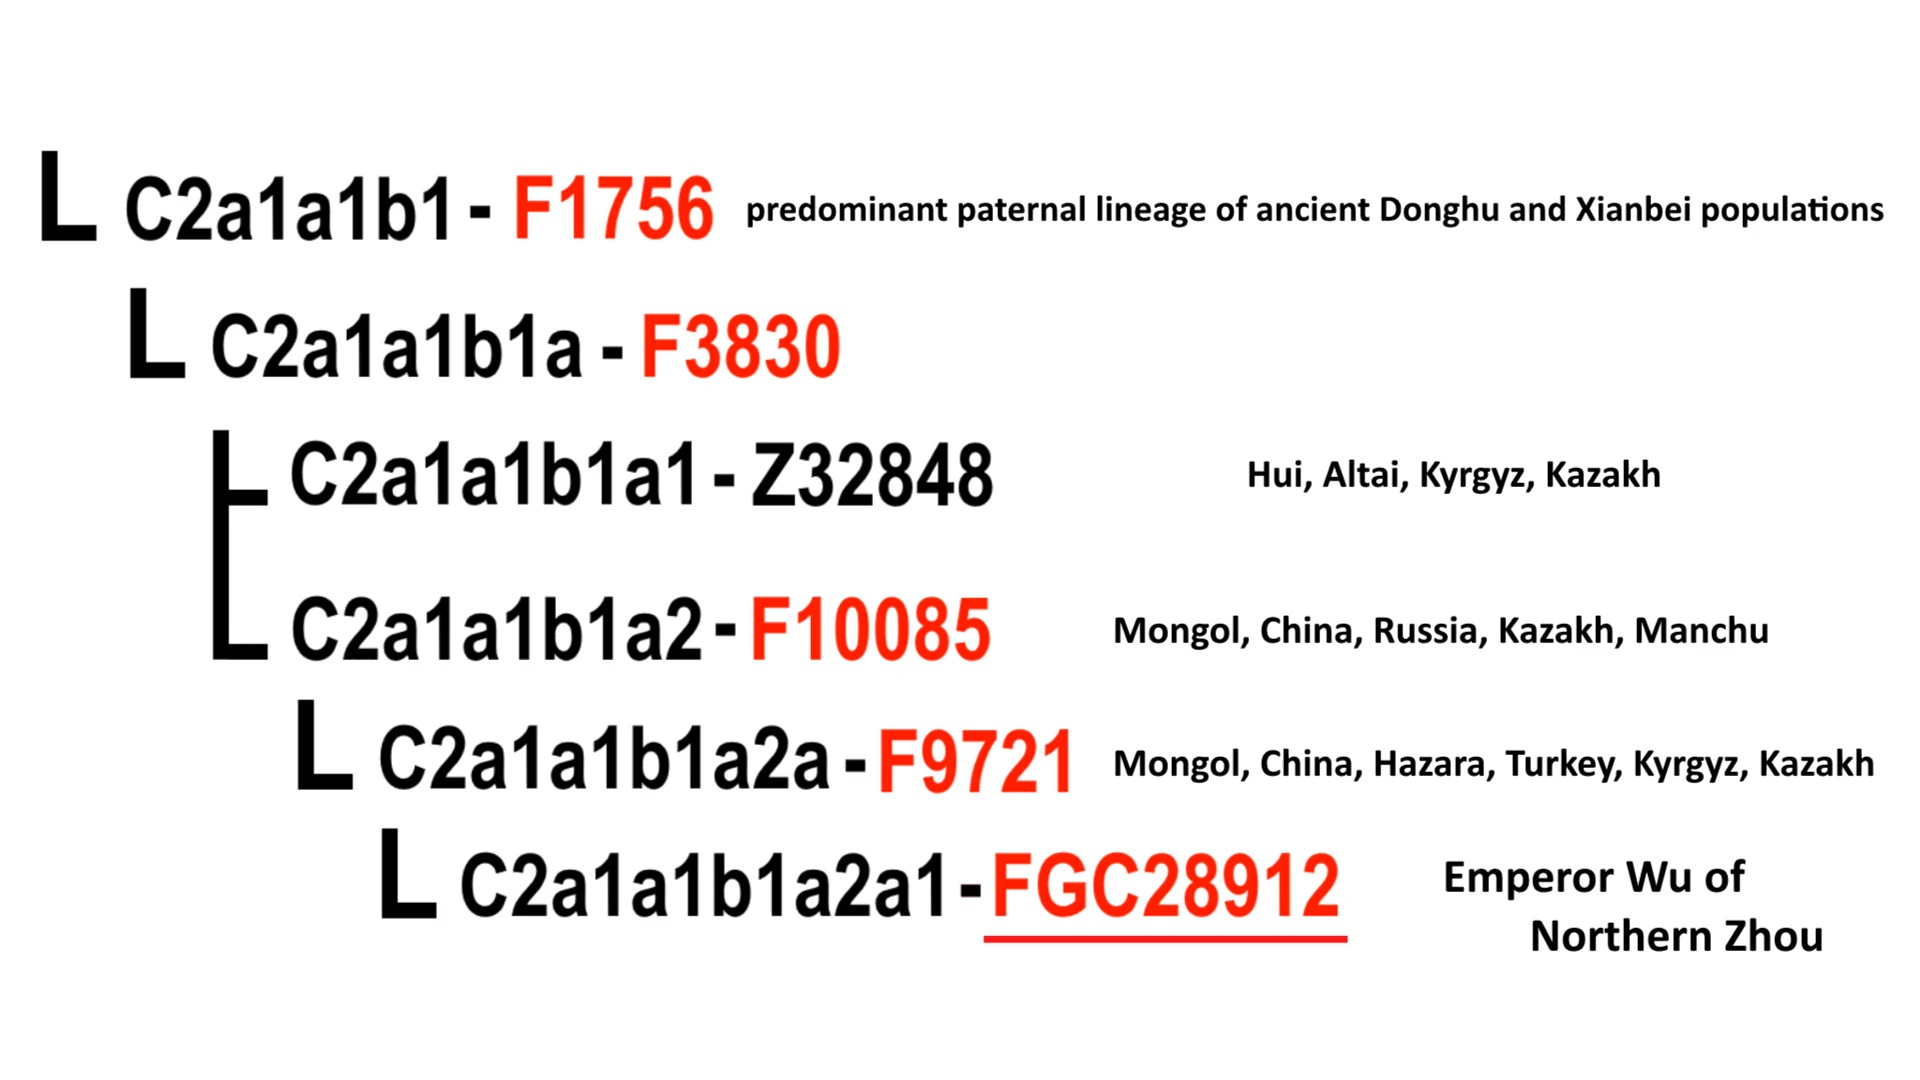 C2a1a1b1 - F1756 predominant paternal lineage of ancient Donghu and Xianbei populations
C2a1a1b1a - F3830
C2a1a1b1a1 - Z32848 Hui, Altai, Kyrgyz, Kazakh
C2a1a1b1a2 - F10085 Mongol, China, Russia, Kazakh, Manchu
C2a1a1b1a2a - F9721 Mongol, China, Hazara, Turkey, Kyrgyz, Kazakh
C2a1a1b1a2a1 - FGC28912 Emperor Wu of
Northern Zhou